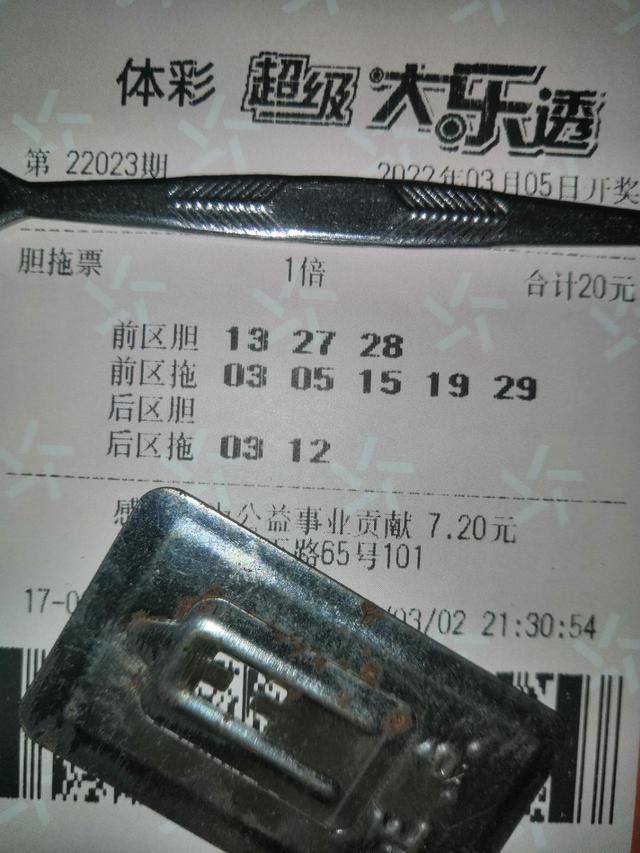 体彩 超级大乐透
第 22023期 2022年03月05日开奖
胆拖票 1倍 合计20元
前区胆 13 27 28
前区拖 03 05 15 19 29
后区胆
后区拖 03 12
感 公益事业贡献 7.20元
路65号101
17-0 /03/02 21:30:54